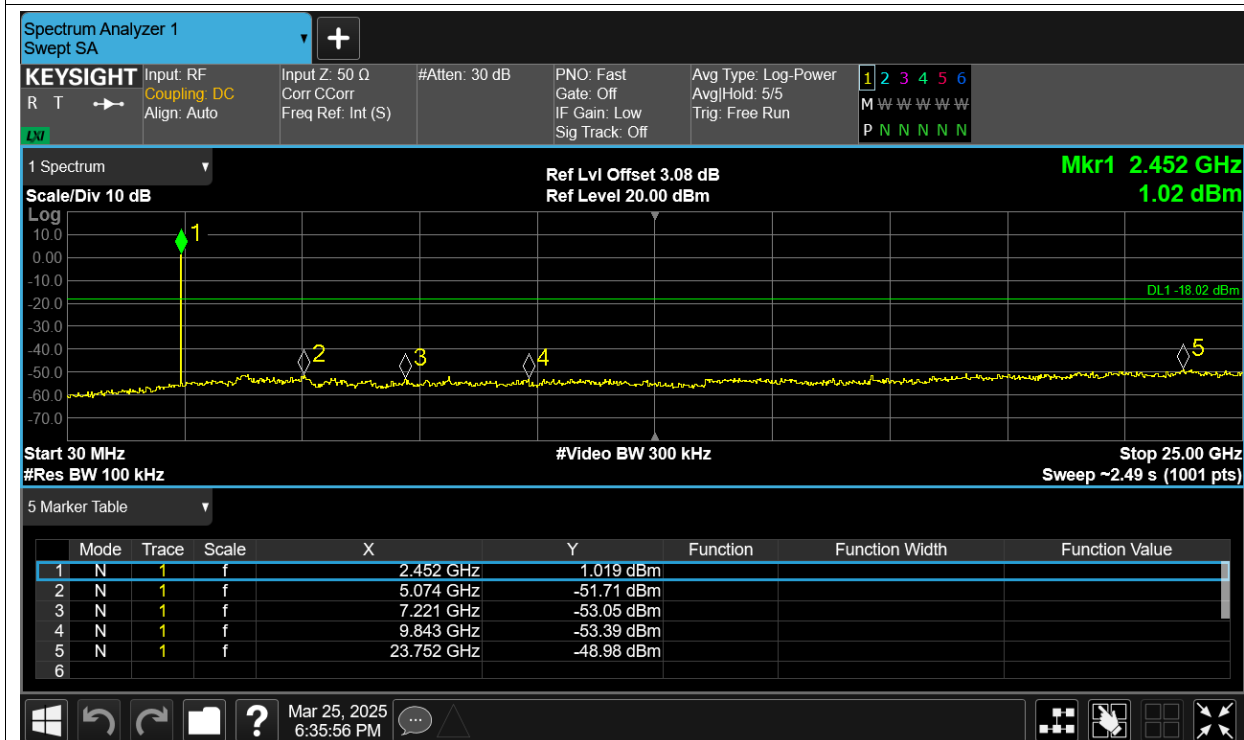 Spectrum Analyzer 1
Swept SA
KEYSIGHT
R T
LXI
Input: RF
Coupling: DC
Align: Auto
Input Z: 50 Ω
Corr CCorr
Freq Ref: Int (S)
#Atten: 30 dB
PNO: Fast
Gate: Off
IF Gain: Low
Sig Track: Off
Avg Type: Log-Power
Avg|Hold: 5/5
Trig: Free Run
1 2 3 4 5 6
M W W W W W
P N N N N N
1 Spectrum
Scale/Div 10 dB
Ref Lvl Offset 3.08 dB
Ref Level 20.00 dBm
Mkr1 2.452 GHz
1.02 dBm
Log
10.0
0.00
-10.0
-20.0
-30.0
-40.0
-50.0
-60.0
-70.0
1
2
3
4
5
DL1 -18.02 dBm
Start 30 MHz
#Res BW 100 kHz
#Video BW 300 kHz
Stop 25.00 GHz
Sweep ~2.49 s (1001 pts)
5 Marker Table
Mode Trace Scale X Y Function Function Width Function Value
1 N 1 f 2.452 GHz 1.019 dBm
2 N 1 f 5.074 GHz -51.71 dBm
3 N 1 f 7.221 GHz -53.05 dBm
4 N 1 f 9.843 GHz -53.39 dBm
5 N 1 f 23.752 GHz -48.98 dBm
6
?
Mar 25, 2025
6:35:56 PM